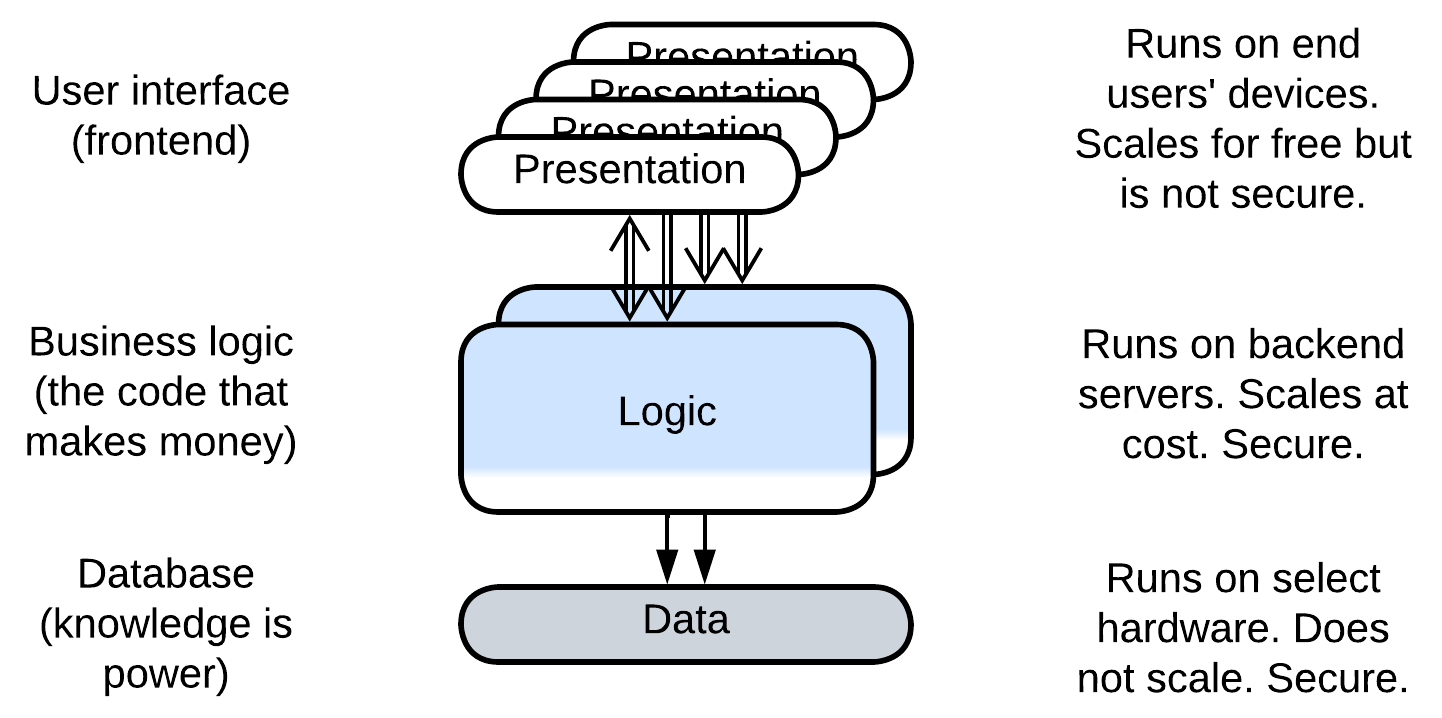 User interface
(frontend)
Presentation
Presentation
Presentation
Presentation
Runs on end
users' devices.
Scales for free but
is not secure.
Business logic
(the code that
makes money)
Logic
Runs on backend
servers. Scales at
cost. Secure.
Database
(knowledge is
power)
Data
Runs on select
hardware. Does
not scale. Secure.